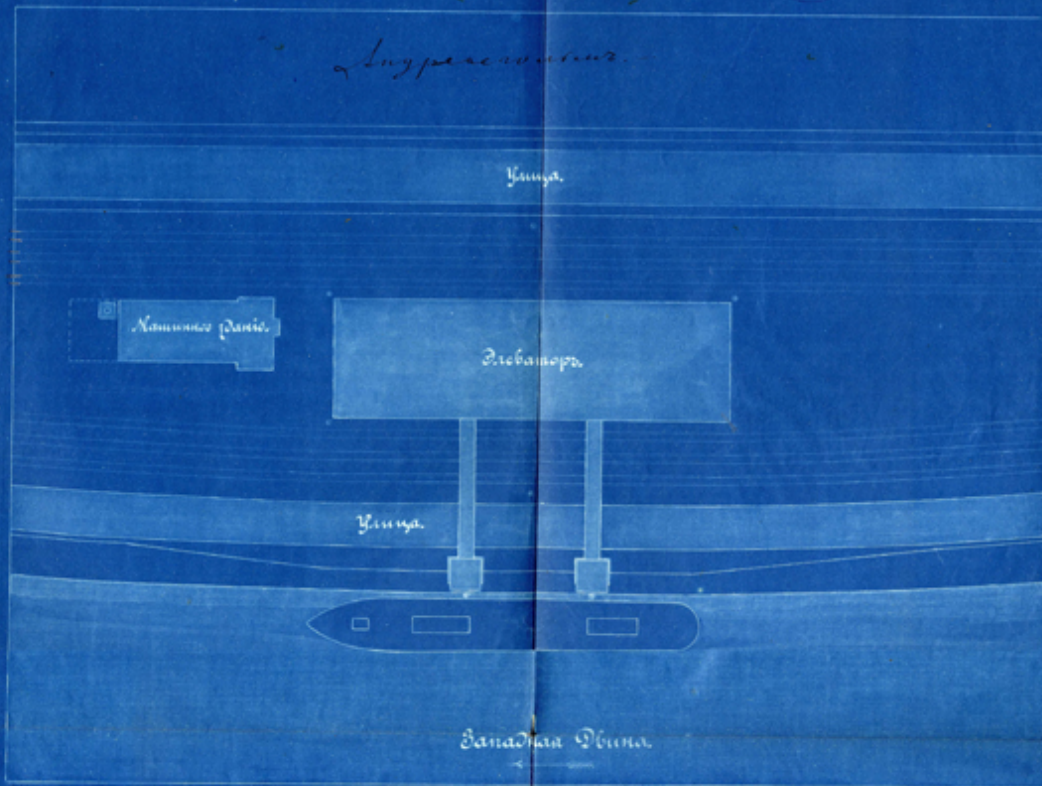 Улица.
Машинное зданіе.
Элеваторъ.
Улица.
Западная Двина.